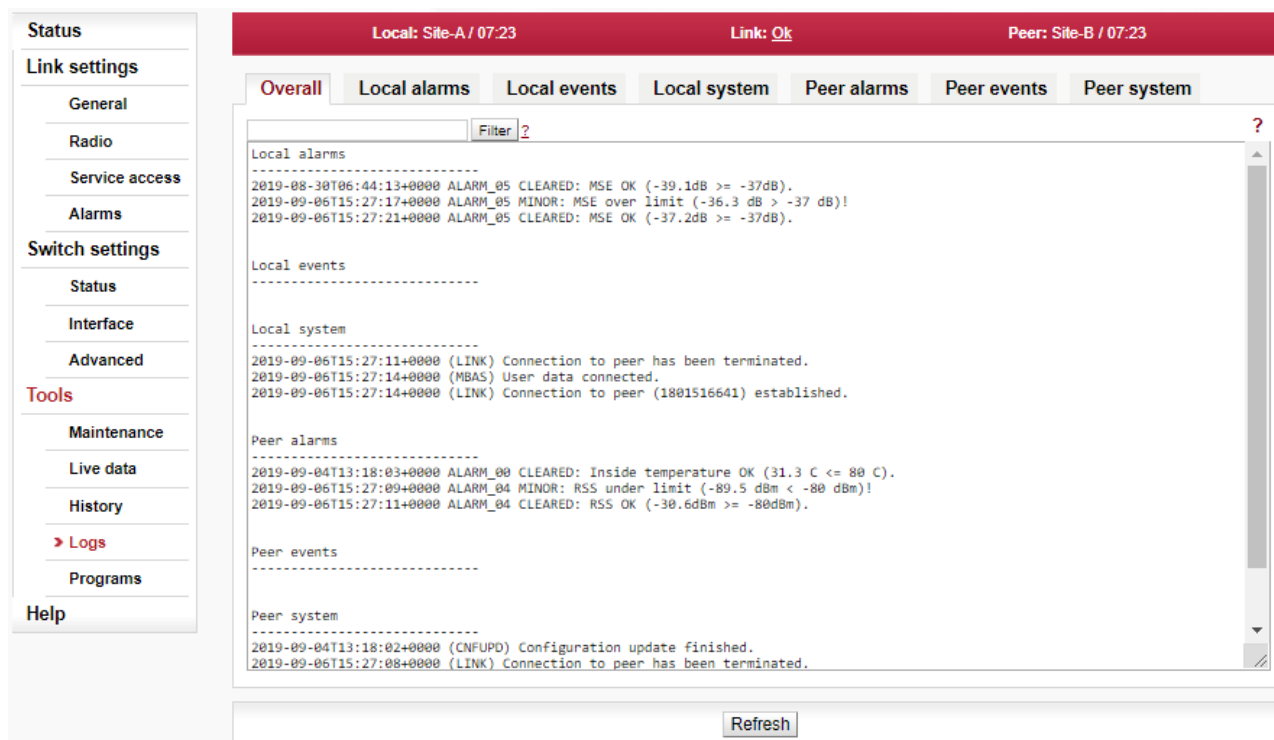 Status
Link settings
General
Radio
Service access
Alarms
Switch settings
Status
Interface
Advanced
Tools
Maintenance
Live data
History
Logs
Programs
Help
Local: Site-A / 07:23 Link: Ok Peer: Site-B / 07:23
Overall Local alarms Local events Local system Peer alarms Peer events Peer system
Filter ? ?
Local alarms
-----------------------------
2019-08-30T06:44:13+0000 ALARM_05 CLEARED: MSE OK (-39.1dB >= -37dB).
2019-09-06T15:27:17+0000 ALARM_05 MINOR: MSE over limit (-36.3 dB > -37 dB)!
2019-09-06T15:27:21+0000 ALARM_05 CLEARED: MSE OK (-37.2dB >= -37dB).
Local events
-----------------------------
Local system
-----------------------------
2019-09-06T15:27:11+0000 (LINK) Connection to peer has been terminated.
2019-09-06T15:27:14+0000 (MBAS) User data connected.
2019-09-06T15:27:14+0000 (LINK) Connection to peer (1801516641) established.
Peer alarms
-----------------------------
2019-09-04T13:18:03+0000 ALARM_00 CLEARED: Inside temperature OK (31.3 C <= 80 C).
2019-09-06T15:27:09+0000 ALARM_04 MINOR: RSS under limit (-89.5 dBm < -80 dBm)!
2019-09-06T15:27:11+0000 ALARM_04 CLEARED: RSS OK (-30.6dBm >= -80dBm).
Peer events
-----------------------------
Peer system
-----------------------------
2019-09-04T13:18:02+0000 (CNFUPD) Configuration update finished.
2019-09-06T15:27:08+0000 (LINK) Connection to peer has been terminated.
Refresh